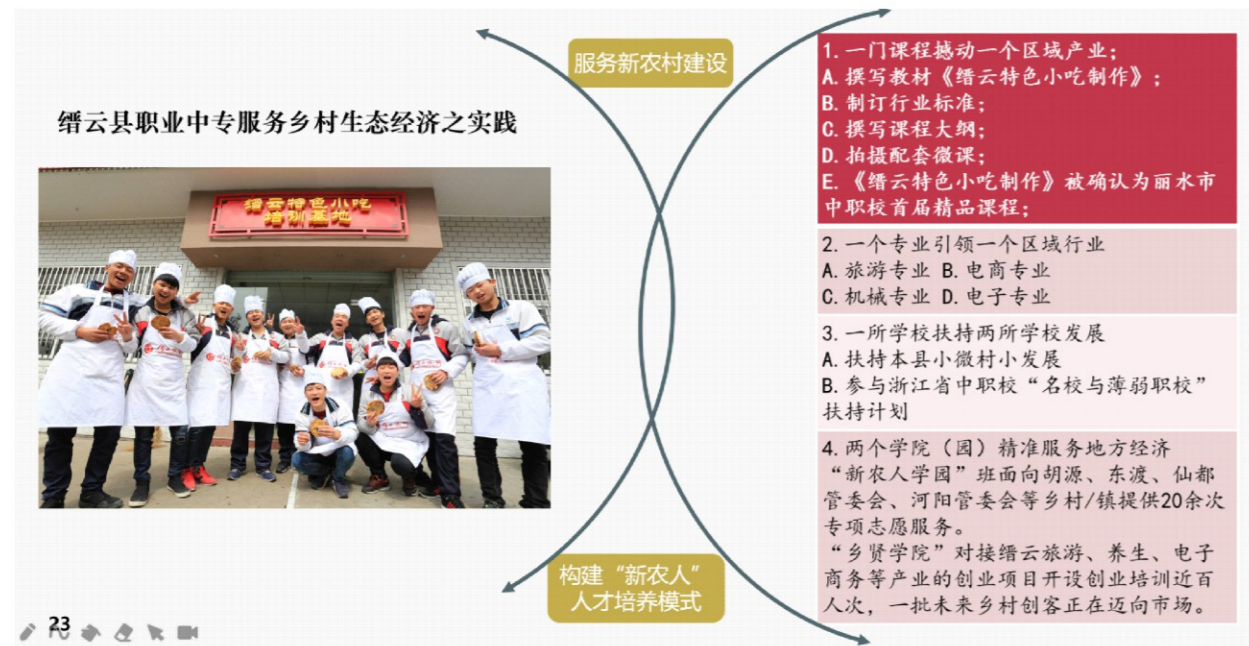 缙云县职业中专服务乡村生态经济之实践
缙云特色小吃
培训基地
服务新农村建设
构建“新农人”
人才培养模式
1.一门课程撼动一个区域产业；
A.撰写教材《缙云特色小吃制作》；
B.制订行业标准；
C.撰写课程大纲；
D.拍摄配套微课；
E.《缙云特色小吃制作》被确认为丽水市
中职校首届精品课程；
2.一个专业引领一个区域行业
A.旅游专业 B.电商专业
C.机械专业 D.电子专业
3.一所学校扶持两所学校发展
A.扶持本县小微村小发展
B.参与浙江省中职校“名校与薄弱职校”
扶持计划
4.两个学院（园）精准服务地方经济
“新农人学园”班面向胡源、东渡、仙都
管委会、河阳管委会等乡村/镇提供20余次
专项志愿服务。
“乡贤学院”对接缙云旅游、养生、电子
商务等产业的创业项目开设创业培训近百
人次，一批未来乡村创客正在迈向市场。
23